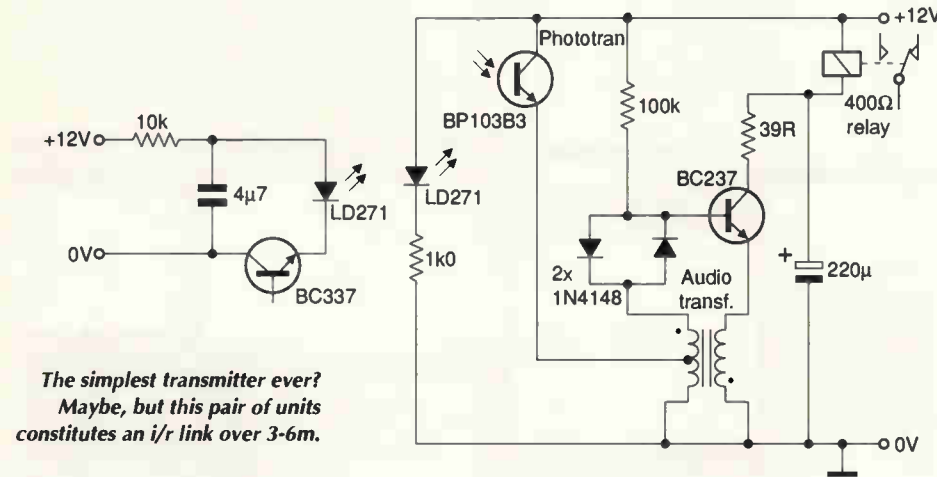 +12V
Phototran
10k
+12V
100k
400Ω
relay
BP103B3
39R
4µ7
LD271
LD271
BC237
0V
1k0
2x
1N4148
Audio
transf.
+
220µ
BC337
The simplest transmitter ever?
Maybe, but this pair of units
constitutes an i/r link over 3-6m.
0V